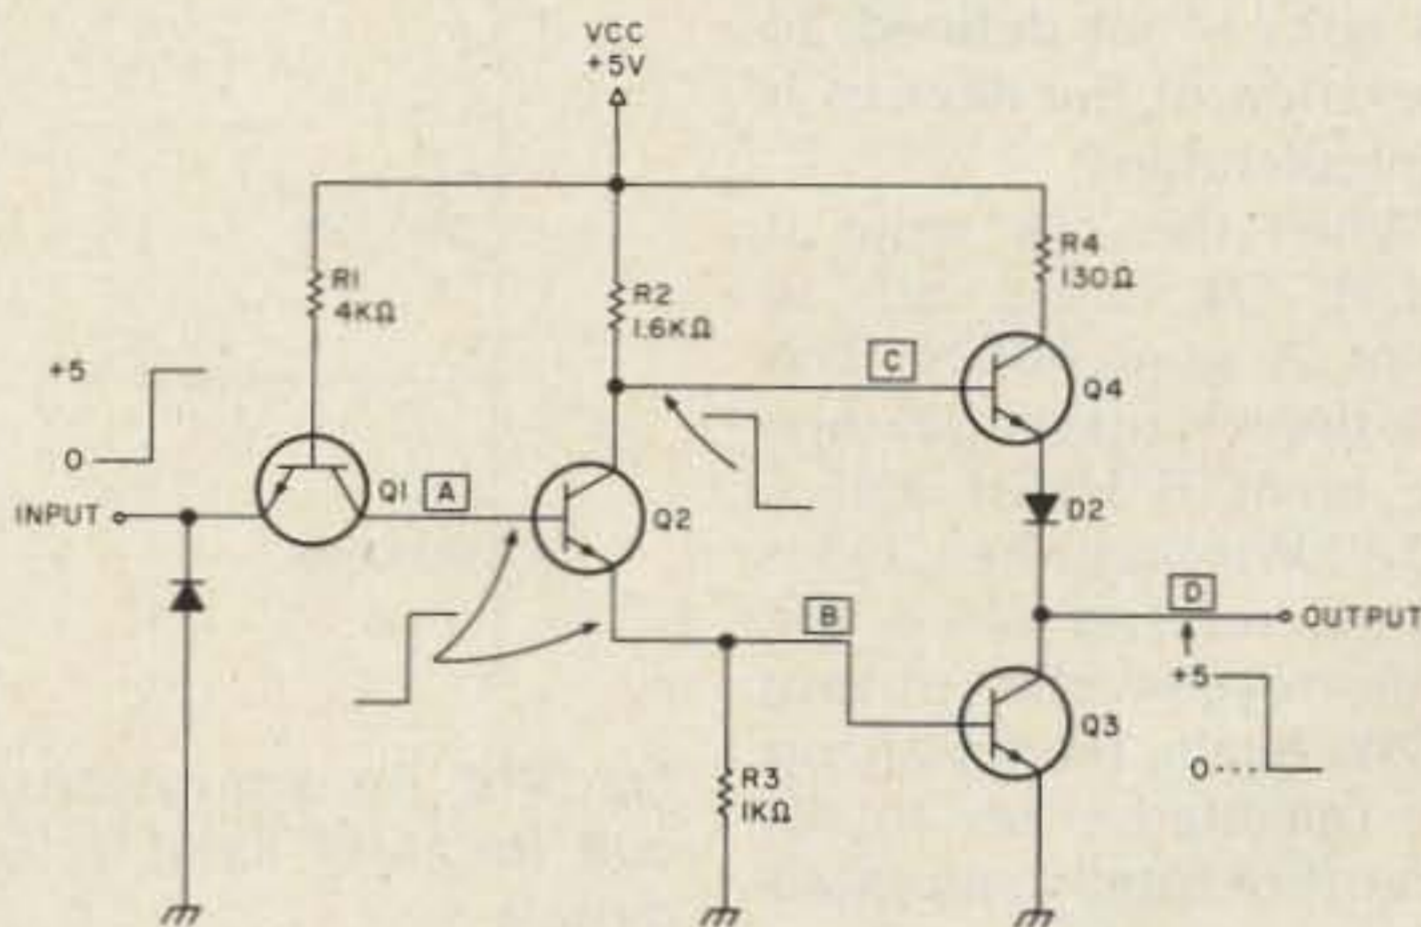 VCC
+5V
R1
4KΩ
R2
1.6KΩ
R4
130Ω
+5
0
C
Q4
INPUT
Q1
A
Q2
D2
B
D
OUTPUT
+5
0...
Q3
R3
1KΩ